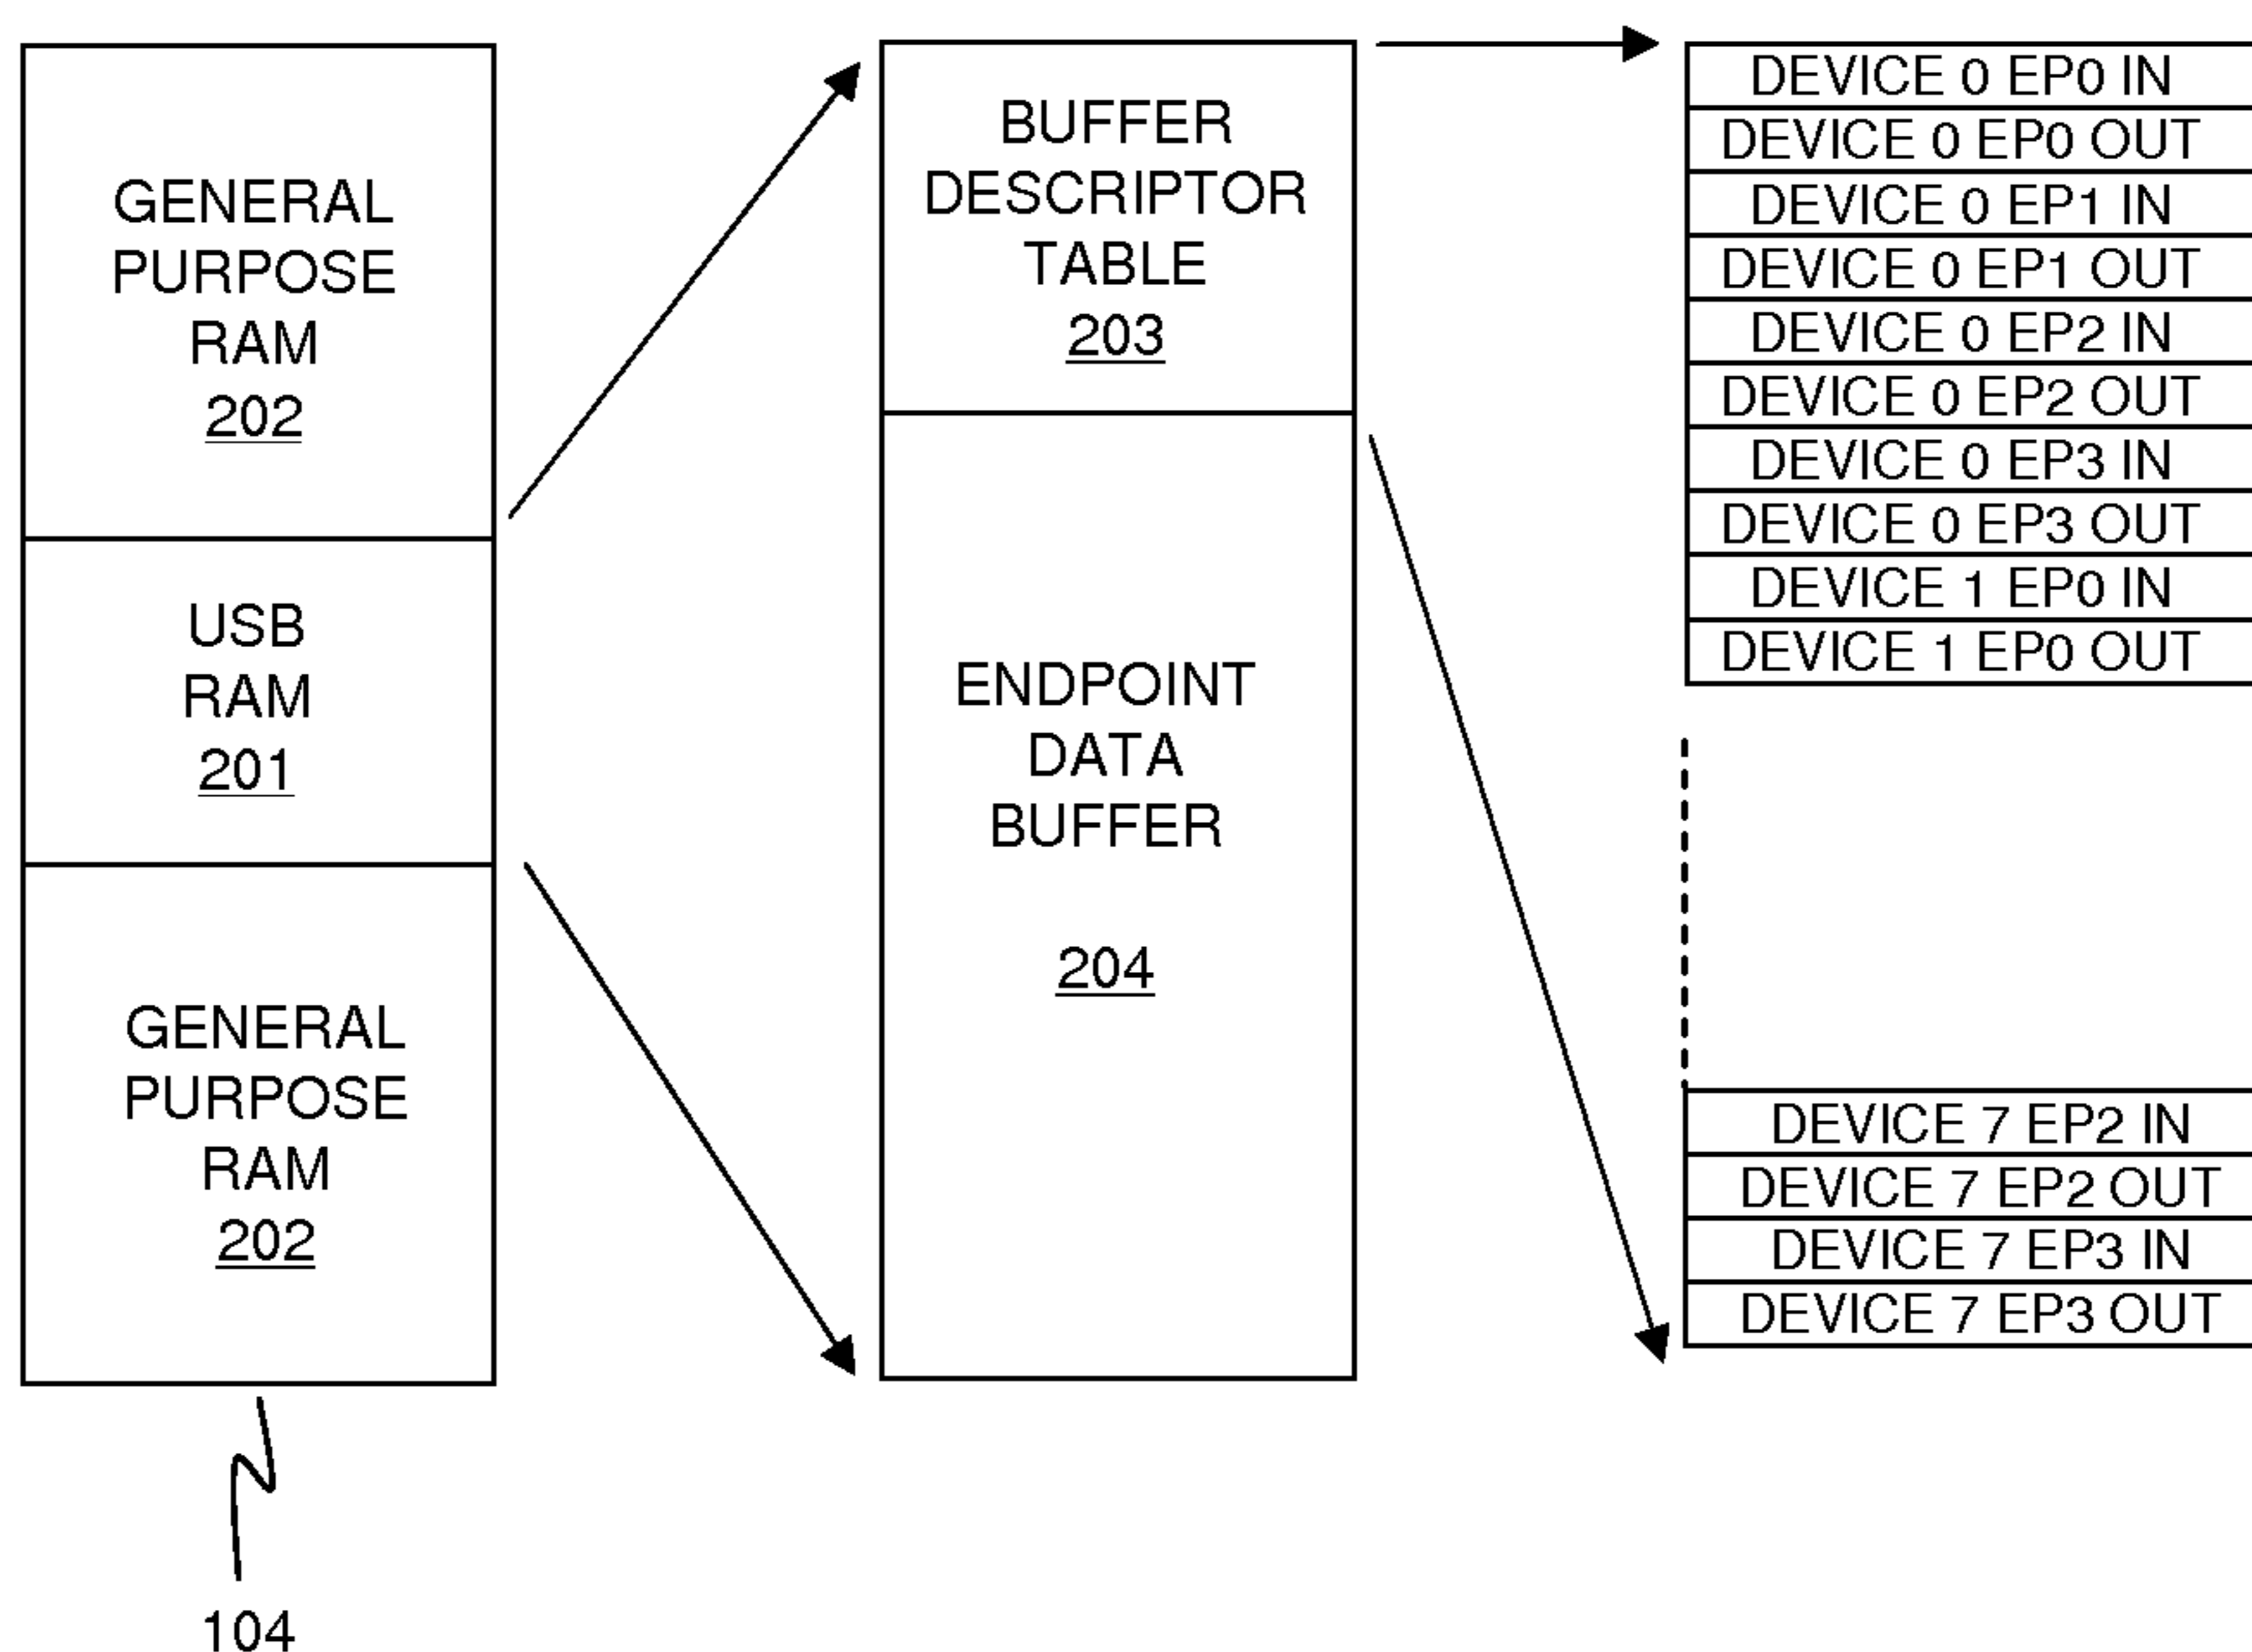 GENERAL
PURPOSE
RAM
202
USB
RAM
201
GENERAL
PURPOSE
RAM
202
104
BUFFER
DESCRIPTOR
TABLE
203
ENDPOINT
DATA
BUFFER
204
DEVICE 0 EP0 IN
DEVICE 0 EP0 OUT
DEVICE 0 EP1 IN
DEVICE 0 EP1 OUT
DEVICE 0 EP2 IN
DEVICE 0 EP2 OUT
DEVICE 0 EP3 IN
DEVICE 0 EP3 OUT
DEVICE 1 EP0 IN
DEVICE 1 EP0 OUT
DEVICE 7 EP2 IN
DEVICE 7 EP2 OUT
DEVICE 7 EP3 IN
DEVICE 7 EP3 OUT